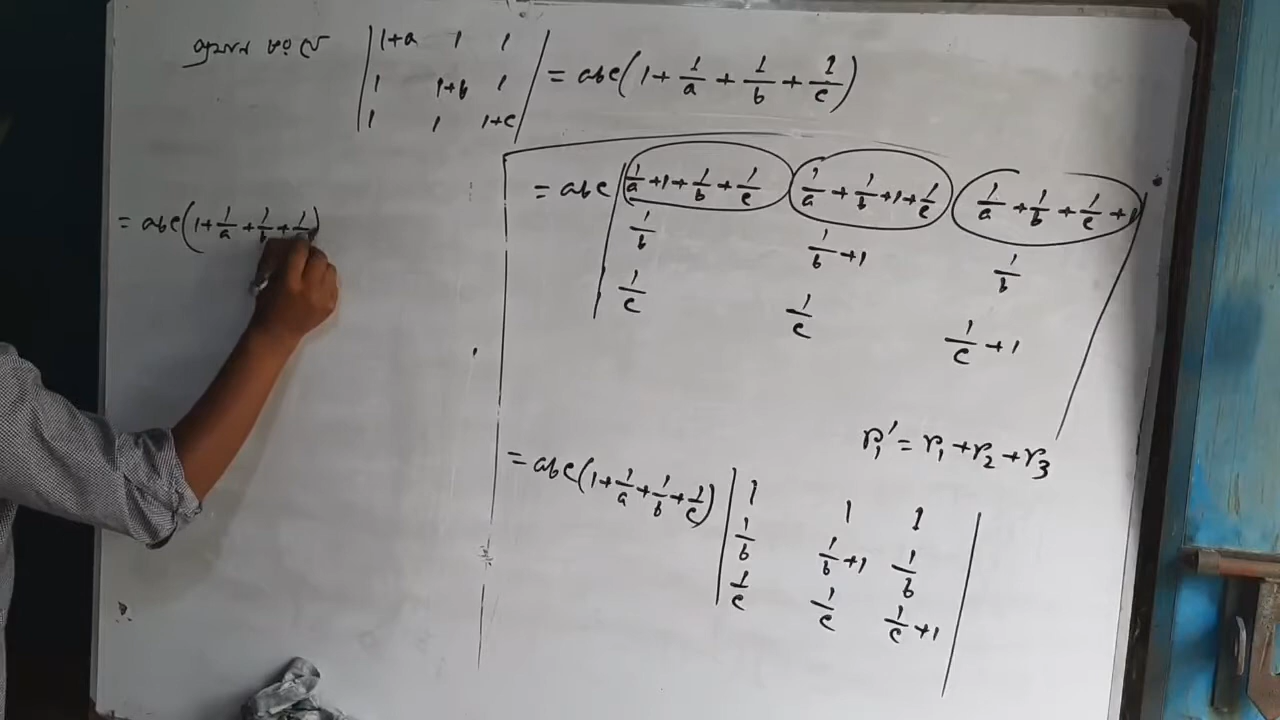 প্রমাণ করো যে | 1+a 1 1 | = abc(1 + 1/a + 1/b + 1/c)
| 1 1+b 1 |
| 1 1 1+c |
= abc | 1/a + 1 + 1/b + 1/c 1/a + 1/b + 1 + 1/c 1/a + 1/b + 1/c + 1 |
| 1/b 1/b + 1 1/b |
| 1/c 1/c 1/c + 1 |
r₁′ = r₁ + r₂ + r₃
= abc(1 + 1/a + 1/b + 1/c) | 1 1 1 |
| 1/b 1/b + 1 1/b |
| 1/c 1/c 1/c + 1 |
= abc(1 + 1/a + 1/b + 1/